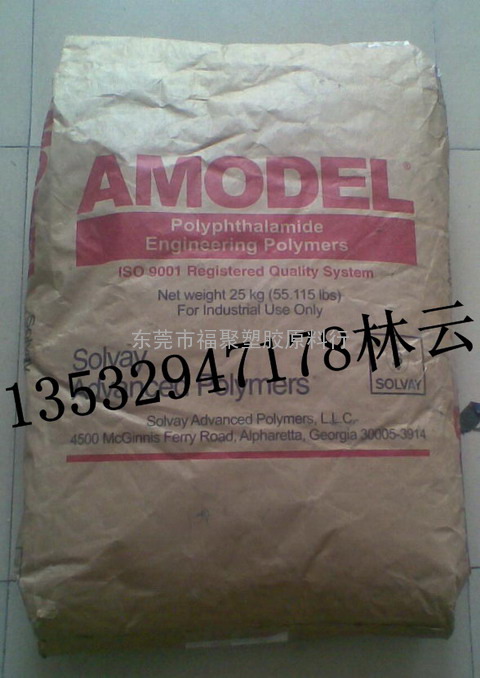 AMODEL®
Polyphthalamide
Engineering Polymers
ISO 9001 Registered Quality System
Net weight 25 kg (55.115 lbs)
For Industrial Use Only
东莞市福聚塑胶原料行
13532947178林云
Solvay
Advanced Polymers
SOLVAY
Solvay Advanced Polymers, L.L.C.
4500 McGinnis Ferry Road, Alpharetta, Georgia 30005-3914